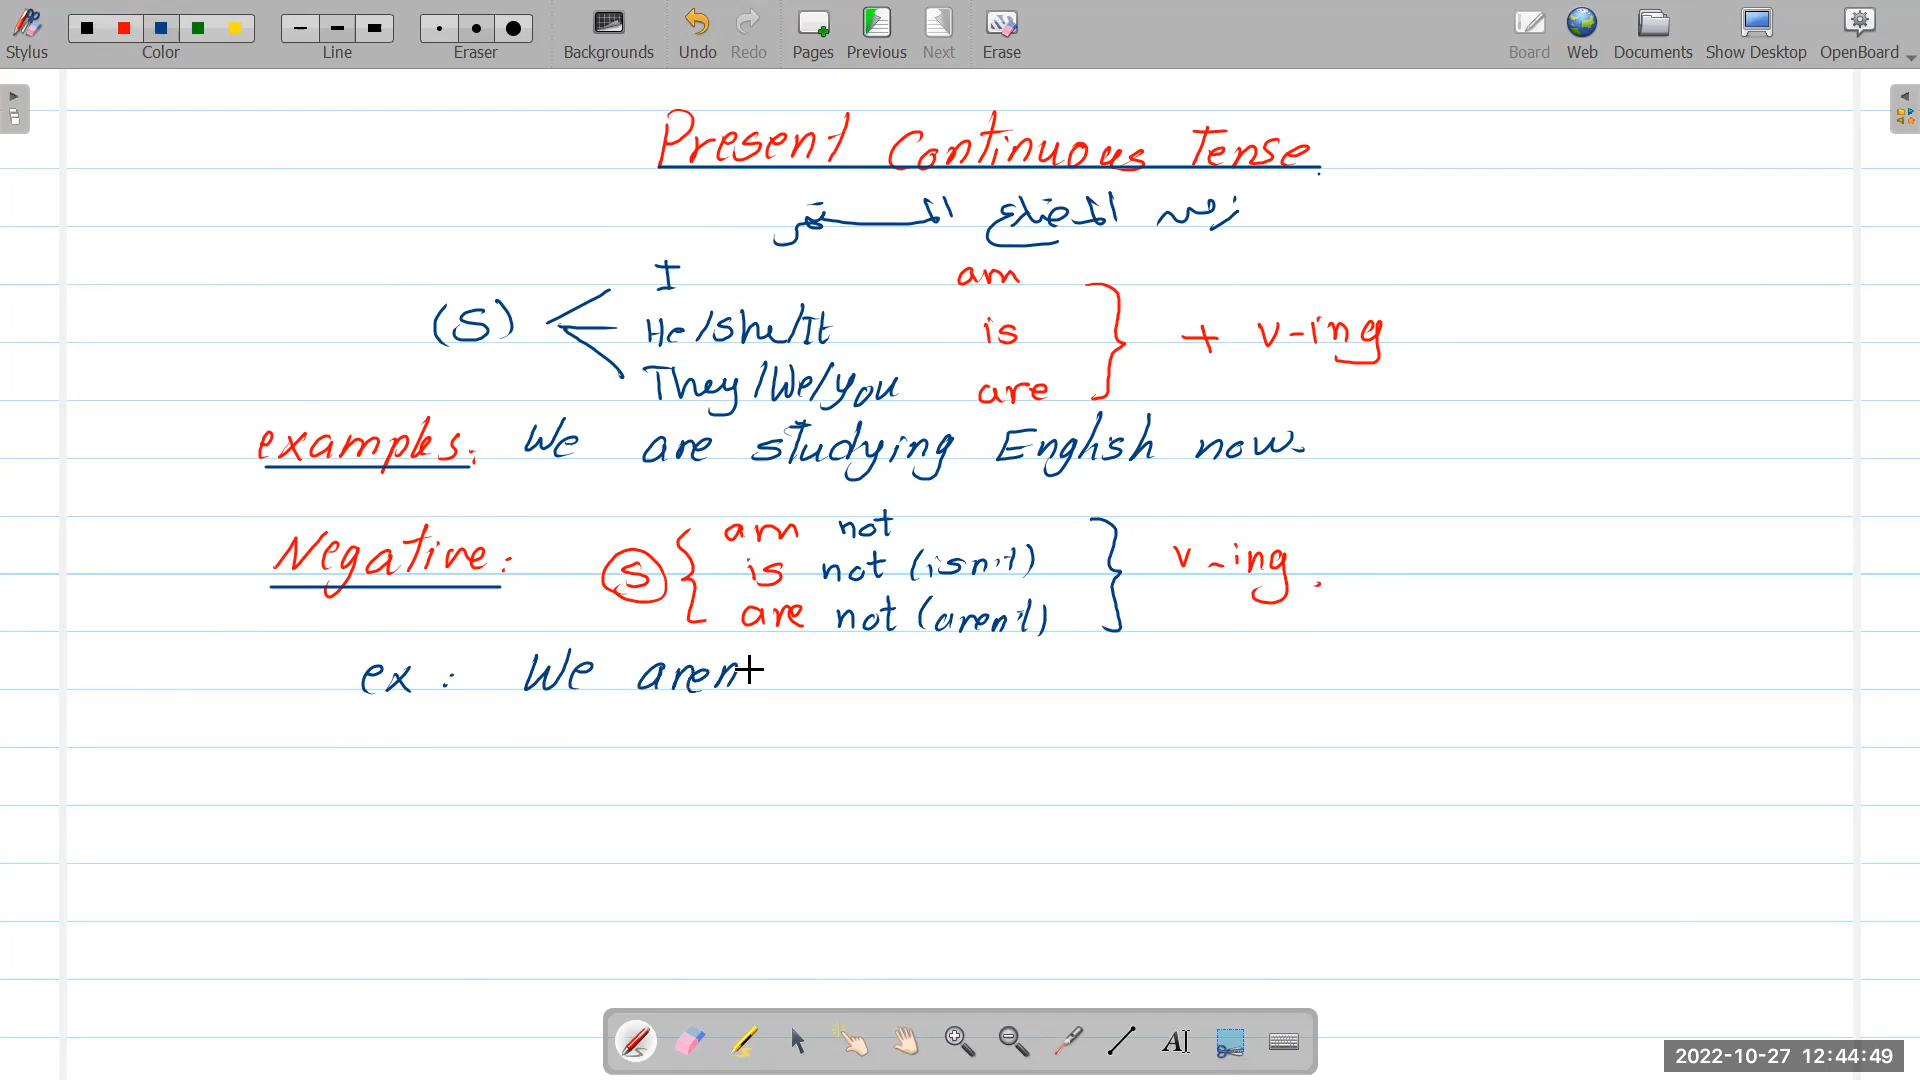 Stylus Color Line Eraser Backgrounds Undo Redo Pages Previous Next Erase Board Web Documents Show Desktop OpenBoard
Present Continuous Tense.
زمن المضارع المستمر
I am
(S) He/She/It is } + v-ing
They/We/you are
examples: We are studying English now.
am not
Negative: S { is not (isn't) } v-ing.
are not (aren't)
ex: We aren
AI
2022-10-27 12:44:49